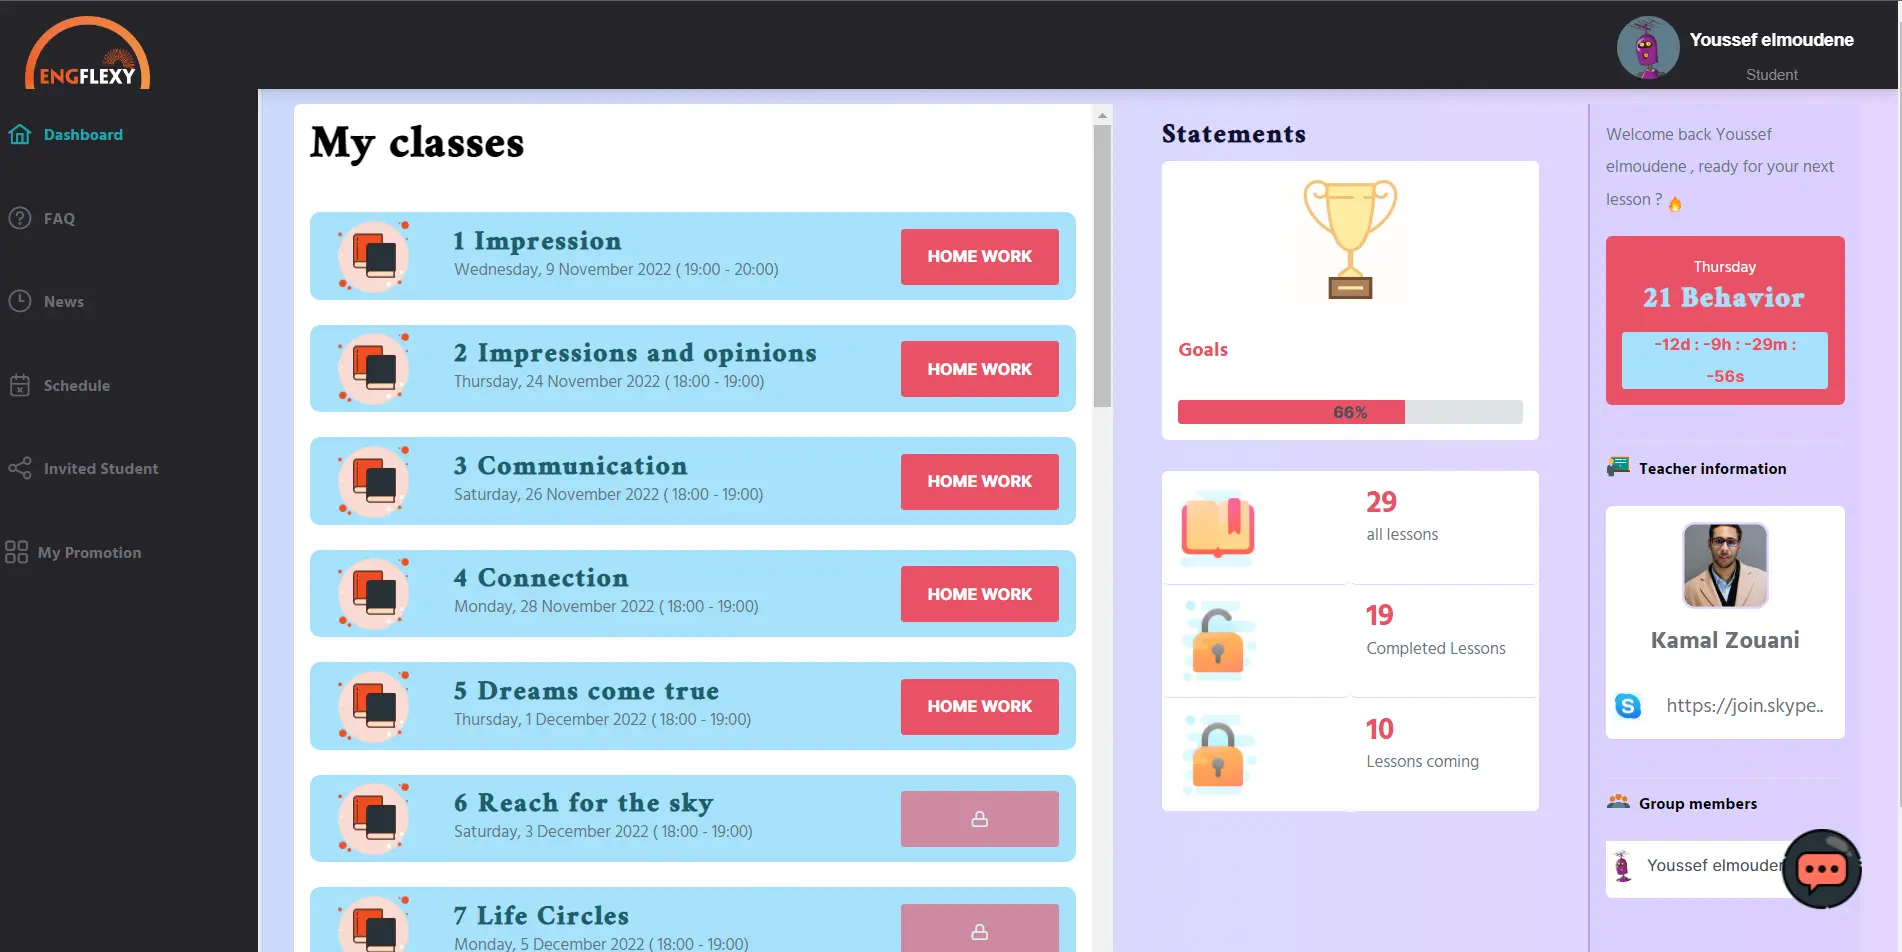 ENGFLEXY
Youssef elmoudene
Student
Dashboard
FAQ
News
Schedule
Invited Student
My Promotion
My classes
1 Impression
Wednesday, 9 November 2022 ( 19:00 - 20:00)
HOME WORK
2 Impressions and opinions
Thursday, 24 November 2022 ( 18:00 - 19:00)
HOME WORK
3 Communication
Saturday, 26 November 2022 ( 18:00 - 19:00)
HOME WORK
4 Connection
Monday, 28 November 2022 ( 18:00 - 19:00)
HOME WORK
5 Dreams come true
Thursday, 1 December 2022 ( 18:00 - 19:00)
HOME WORK
6 Reach for the sky
Saturday, 3 December 2022 ( 18:00 - 19:00)
7 Life Circles
Monday, 5 December 2022 ( 18:00 - 19:00)
Statements
Goals
66%
29
all lessons
19
Completed Lessons
10
Lessons coming
Welcome back Youssef
elmoudene , ready for your next
lesson ?
Thursday
21 Behavior
-12d : -9h : -29m :
-56s
Teacher information
Kamal Zouani
https://join.skype..
Group members
Youssef elmouder